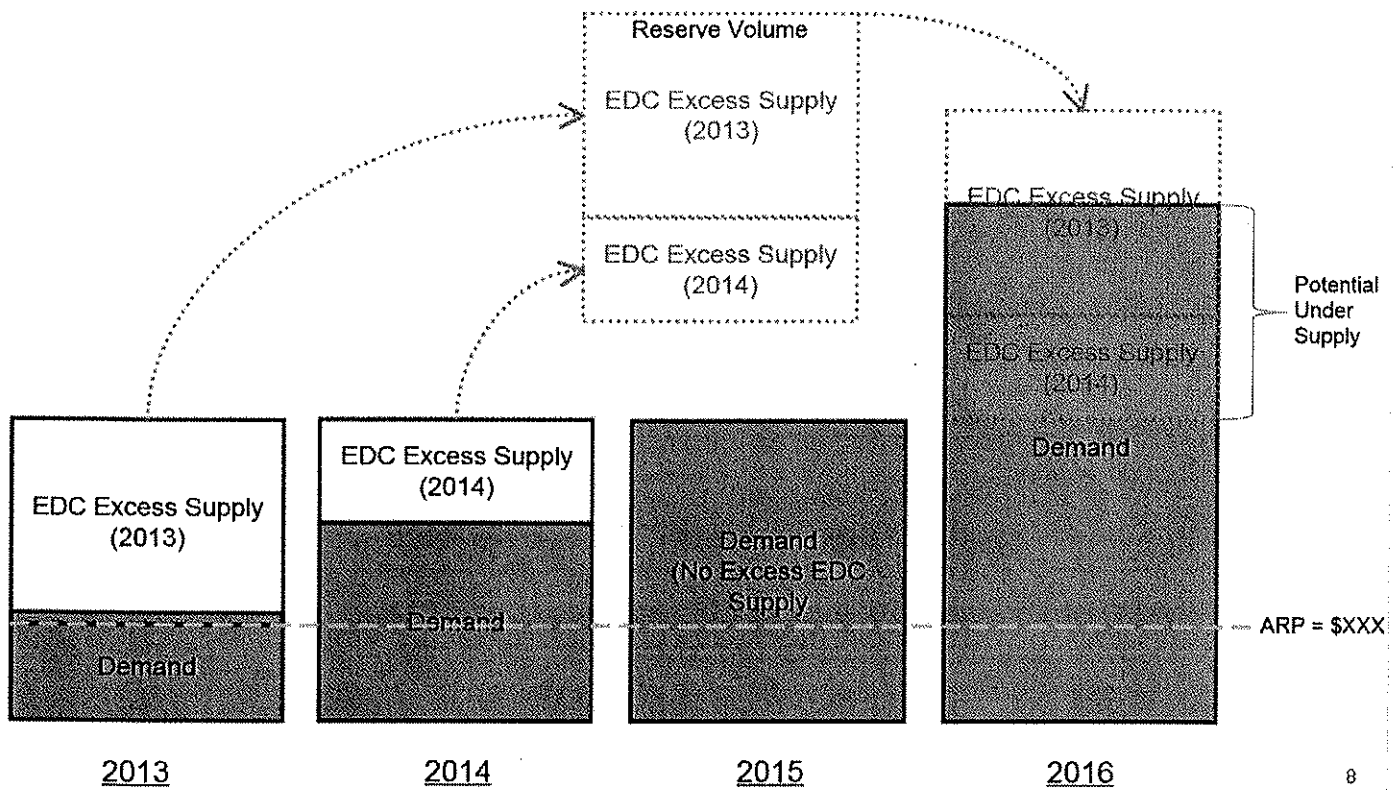 Reserve Volume
EDC Excess Supply
(2013)
EDC Excess Supply
(2014)
EDC Excess Supply
(2013)
EDC Excess Supply
(2014)
Demand
Potential
Under
Supply
EDC Excess Supply
(2013)
Demand
EDC Excess Supply
(2014)
Demand
Demand
(No Excess EDC
Supply
ARP = $XXX
2013
2014
2015
2016
8